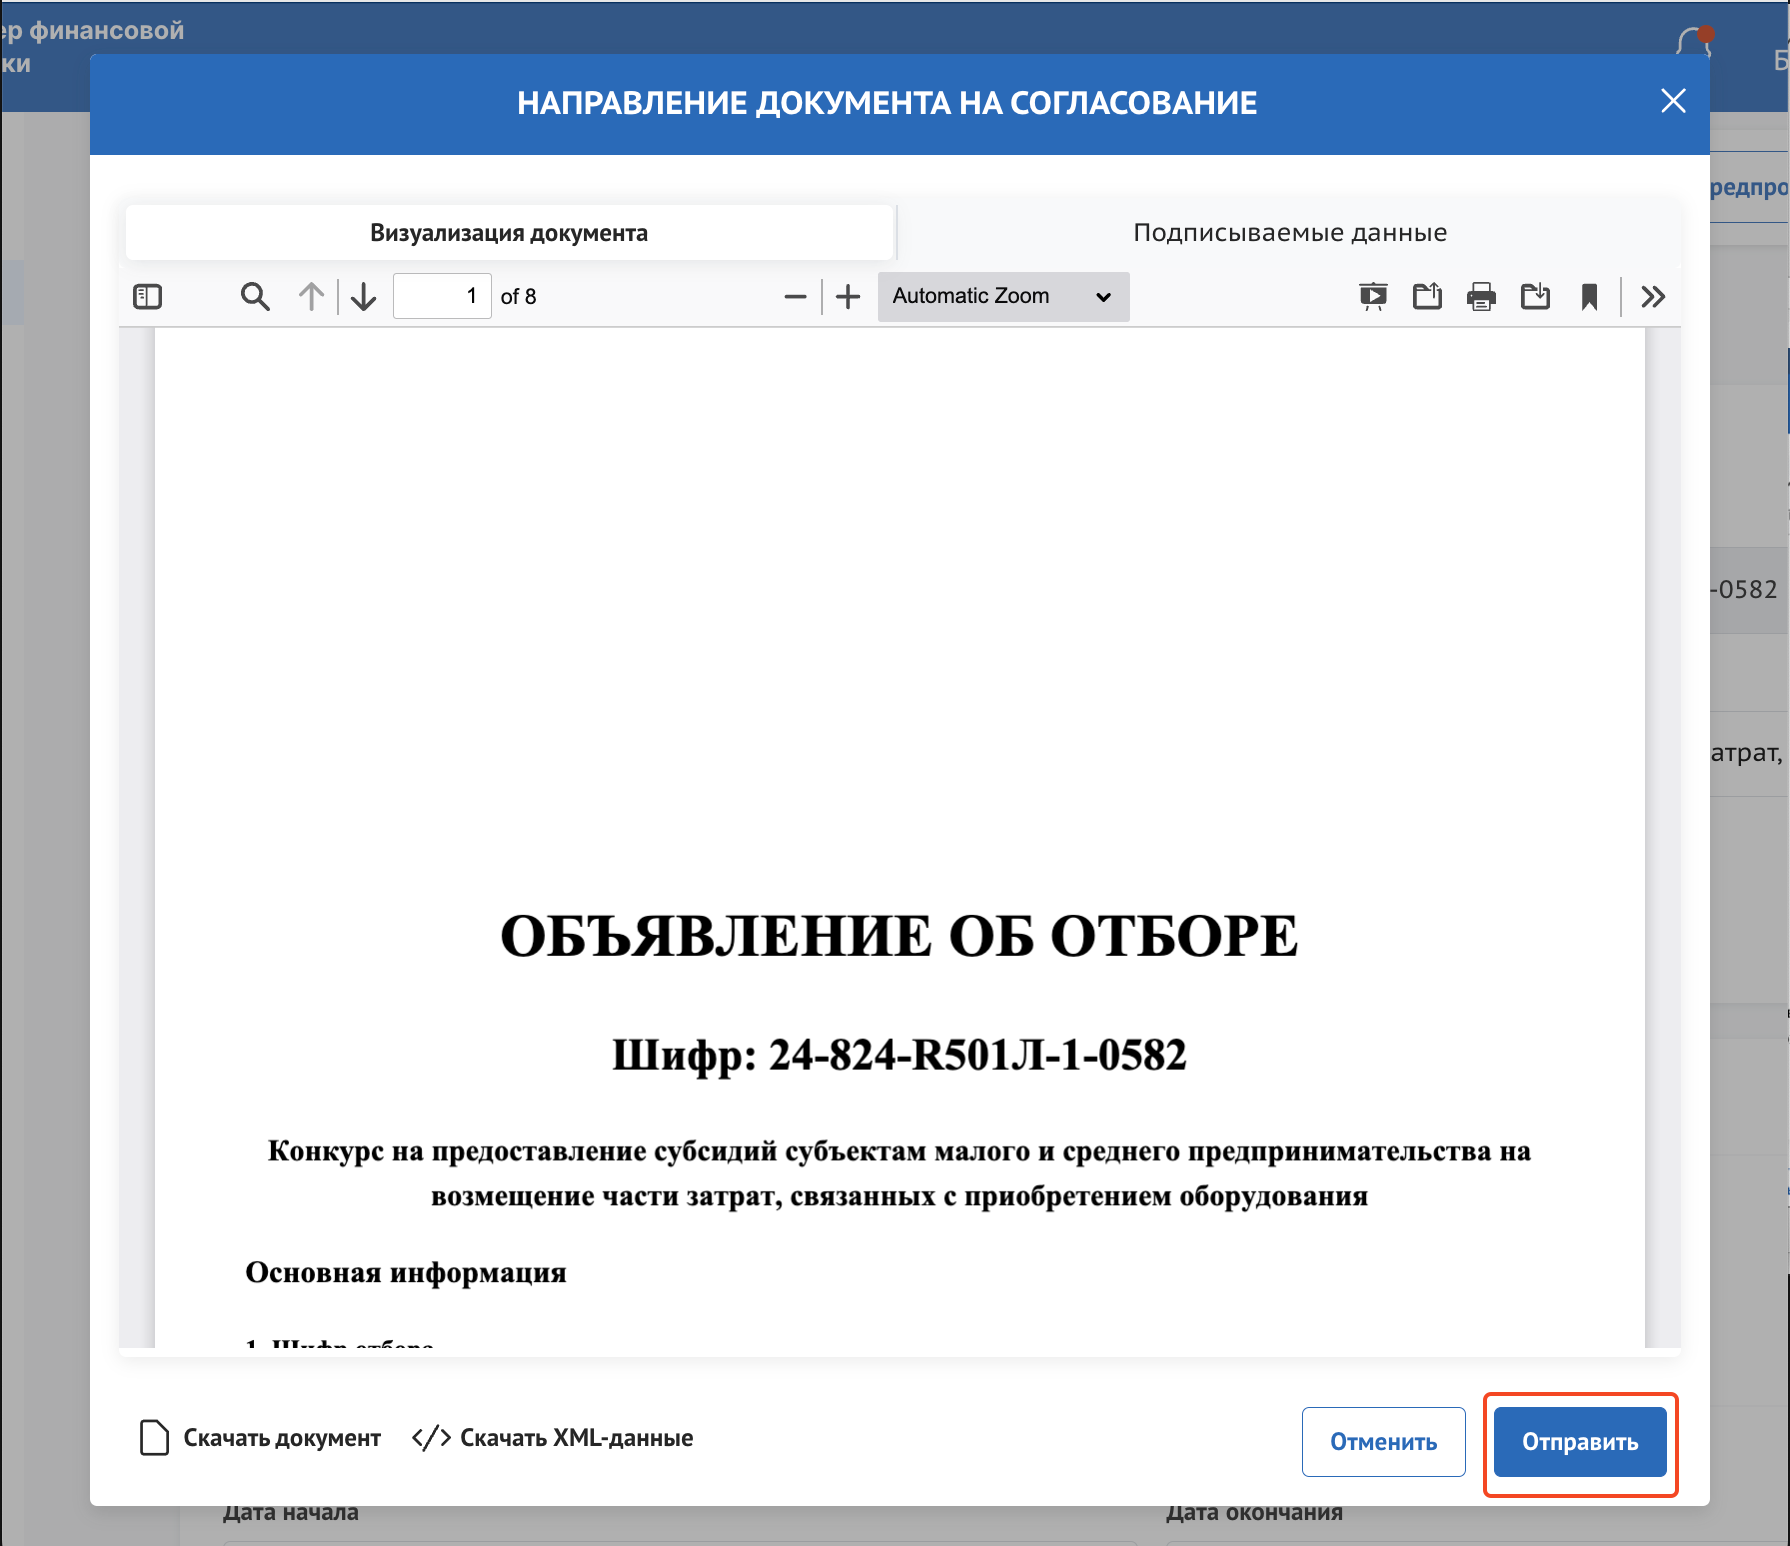 ер финансовой
ки
НАПРАВЛЕНИЕ ДОКУМЕНТА НА СОГЛАСОВАНИЕ
редпро
Визуализация документа
Подписываемые данные
1 of 8
Automatic Zoom
-0582
атрат,
ОБЪЯВЛЕНИЕ ОБ ОТБОРЕ
Шифр: 24-824-R501Л-1-0582
Конкурс на предоставление субсидий субъектам малого и среднего предпринимательства на
возмещение части затрат, связанных с приобретением оборудования
Основная информация
1. Шифр отбора
Скачать документ
</> Скачать XML-данные
Отменить
Отправить
Дата начала
Дата окончания